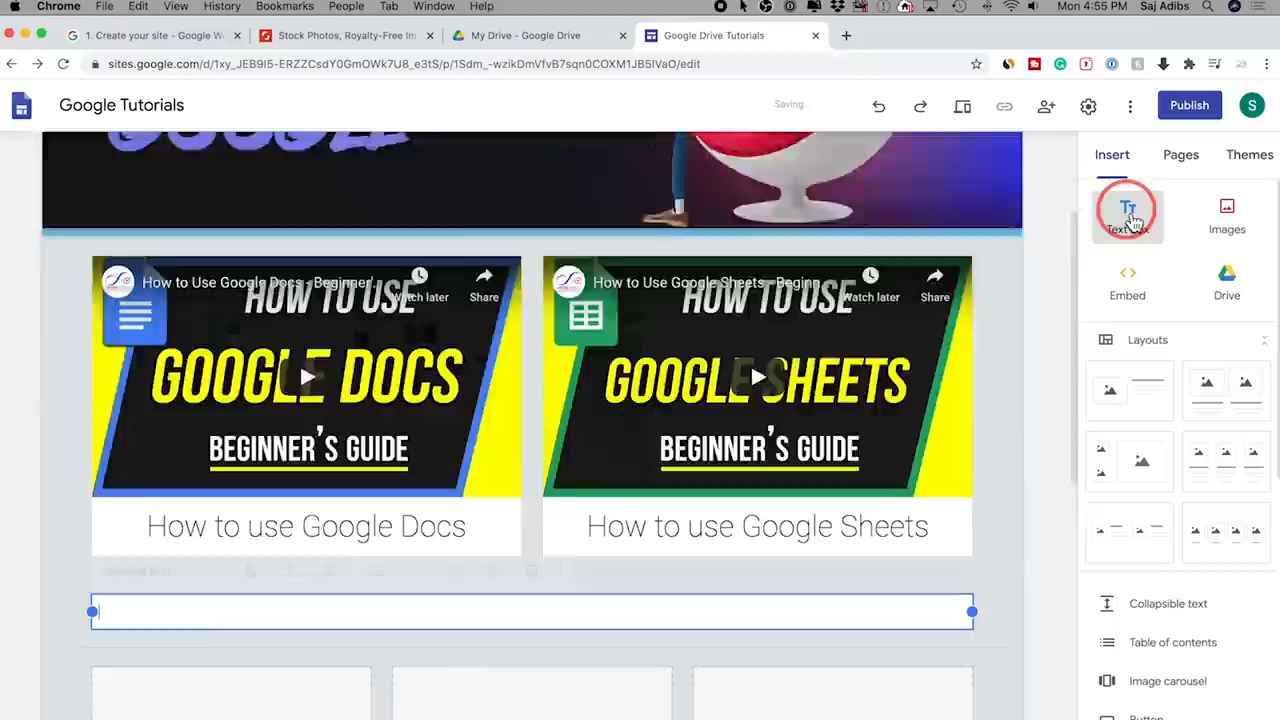 Chrome File Edit View History Bookmarks People Tab Window Help Mon 4:55 PM Saj Adibs
1. Create your site - Google W
Stock Photos, Royalty-Free Im
My Drive - Google Drive
Google Drive Tutorials
sites.google.com/d/1xy_JEB9I5-ERZZCsdY0GmOWk7U8_e3tS/p/1Sdm_-wzikDmVfvB7sqn0COXM1JB5IVaO/edit
Google Tutorials
Saving...
Publish
S
GOOGLE
Insert Pages Themes
Text box
Images
Embed
Drive
Layouts
Collapsible text
Table of contents
Image carousel
Button
How to Use Google Docs - Beginner'...
Watch later
Share
HOW TO USE
GOOGLE DOCS
BEGINNER'S GUIDE
How to use Google Docs
How to Use Google Sheets - Beginn...
Watch later
Share
HOW TO USE
GOOGLE SHEETS
BEGINNER'S GUIDE
How to use Google Sheets